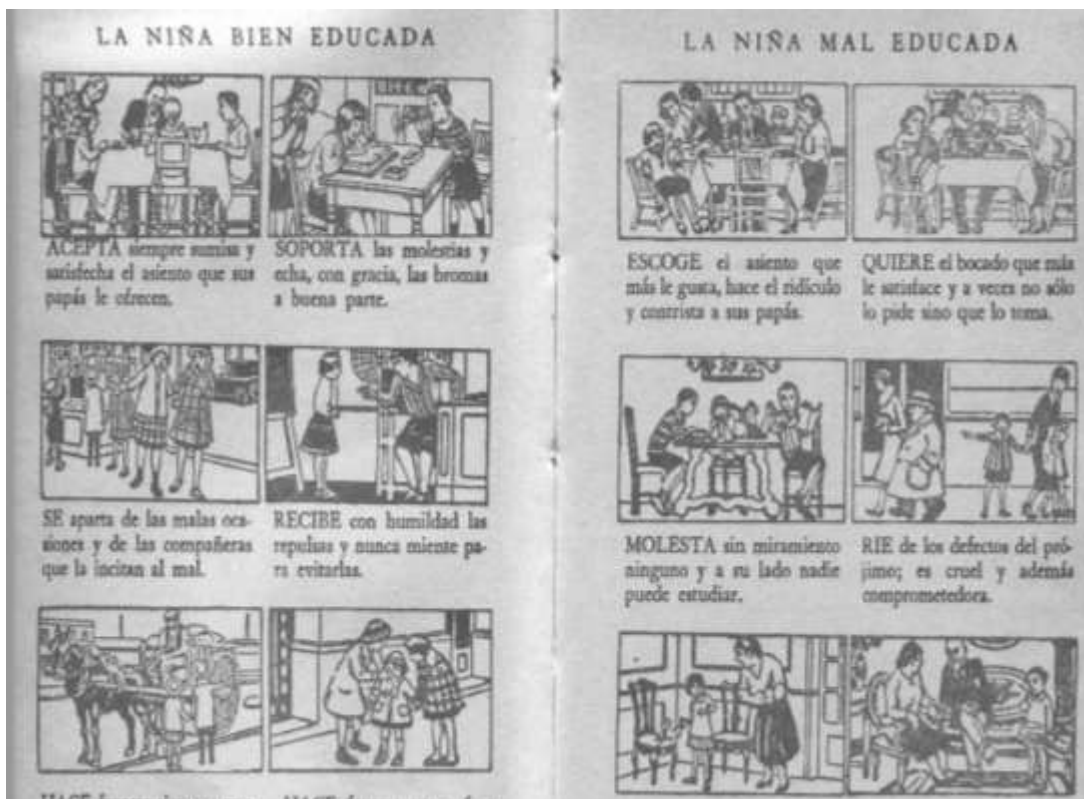 LA NIÑA BIEN EDUCADA
ACEPTA siempre sumisa y
satisfecha el asiento que sus
papás le ofrecen.
SOPORTA las molestias y
echa, con gracia, las bromas
a buena parte.
SE aparta de las malas oca-
siones y de las compañeras
que la incitan al mal.
RECIBE con humildad las
repulsas y nunca miente pa-
ra evitarlas.
HACE
HACE
LA NIÑA MAL EDUCADA
ESCOGE el asiento que
más le gusta, hace el ridículo
y contrista a sus papás.
QUIERE el bocado que más
le satisface y a veces no sólo
lo pide sino que lo toma.
MOLESTA sin miramiento
ninguno y a su lado nadie
puede estudiar.
RIE de los defectos del pró-
jimo; es cruel y además
comprometedora.